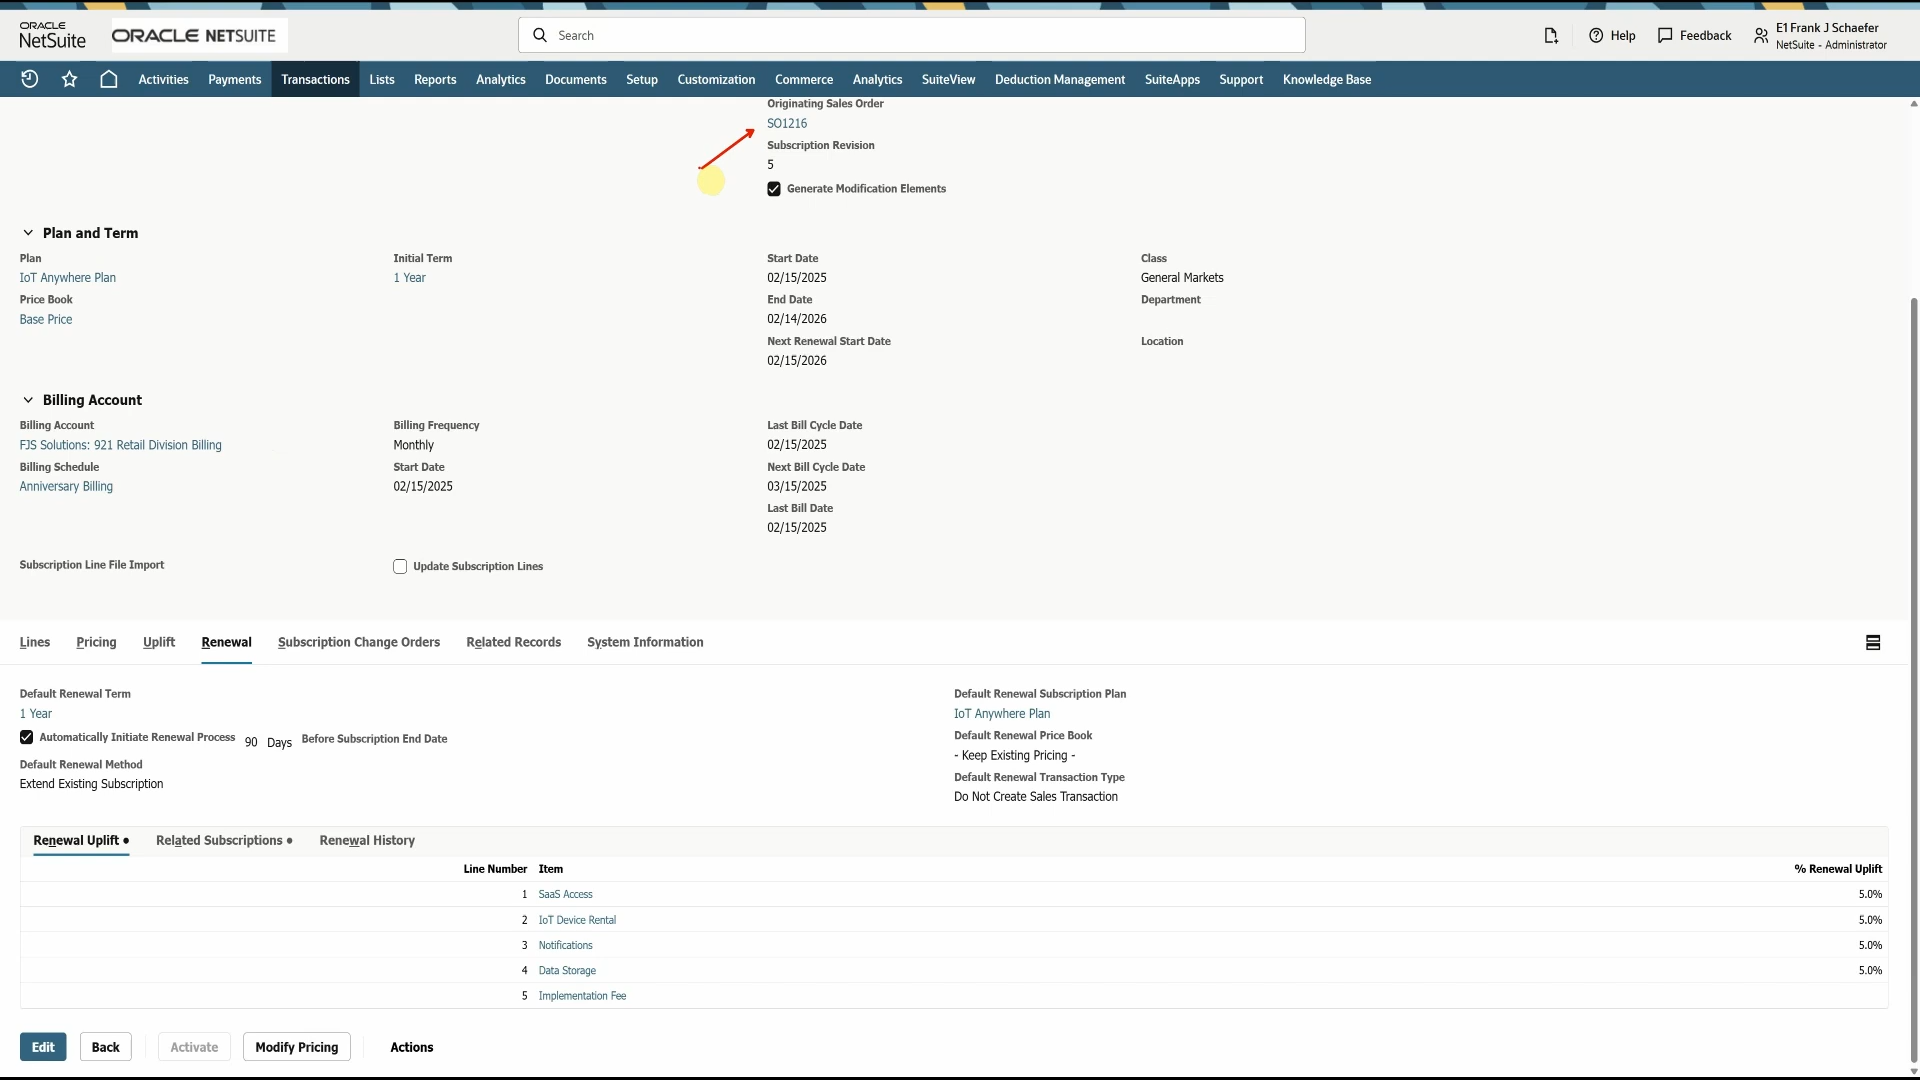 ORACLE
NetSuite
ORACLE NETSUITE
Search
Help
Feedback
E1 Frank J Schaefer
NetSuite - Administrator
Activities Payments Transactions Lists Reports Analytics Documents Setup Customization Commerce Analytics SuiteView Deduction Management SuiteApps Support Knowledge Base
Originating Sales Order
SO1216
Subscription Revision
5
Generate Modification Elements
Plan and Term
Plan Initial Term Start Date Class
IoT Anywhere Plan 1 Year 02/15/2025 General Markets
Price Book End Date Department
Base Price 02/14/2026
Next Renewal Start Date Location
02/15/2026
Billing Account
Billing Account Billing Frequency Last Bill Cycle Date
FJS Solutions: 921 Retail Division Billing Monthly 02/15/2025
Billing Schedule Start Date Next Bill Cycle Date
Anniversary Billing 02/15/2025 03/15/2025
Last Bill Date
02/15/2025
Subscription Line File Import Update Subscription Lines
Lines Pricing Uplift Renewal Subscription Change Orders Related Records System Information
Default Renewal Term Default Renewal Subscription Plan
1 Year IoT Anywhere Plan
Automatically Initiate Renewal Process 90 Days Before Subscription End Date Default Renewal Price Book
- Keep Existing Pricing -
Default Renewal Method Default Renewal Transaction Type
Extend Existing Subscription Do Not Create Sales Transaction
Renewal Uplift • Related Subscriptions • Renewal History
Line Number Item % Renewal Uplift
1 SaaS Access 5.0%
2 IoT Device Rental 5.0%
3 Notifications 5.0%
4 Data Storage 5.0%
5 Implementation Fee
Edit Back Activate Modify Pricing Actions